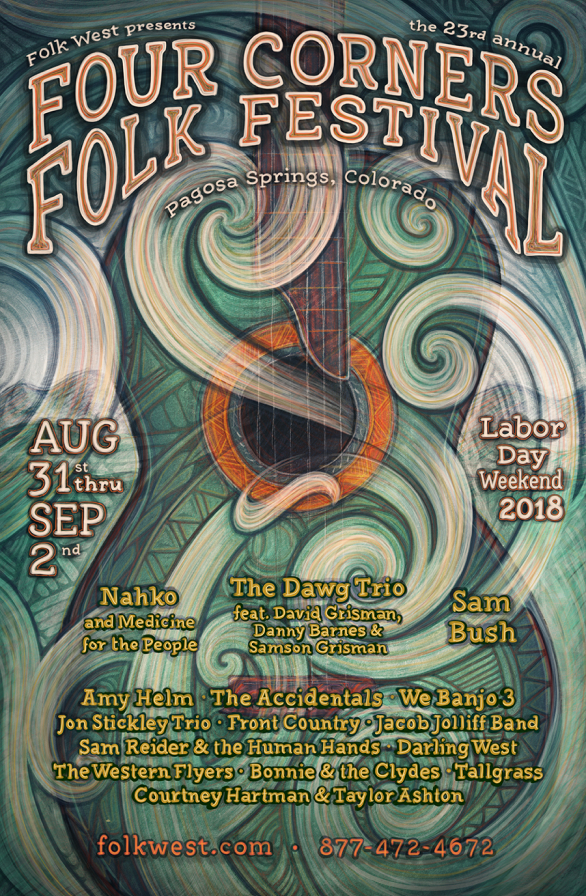 Folk West presents
the 23rd annual
FOUR CORNERS
FOLK FESTIVAL
Pagosa Springs, Colorado
AUG
31st thru
SEP
2nd
Labor
Day
Weekend
2018
Nahko
and Medicine
for the People
The Dawg Trio
feat. David Grisman,
Danny Barnes &
Samson Grisman
Sam
Bush
Amy Helm · The Accidentals · We Banjo 3
Jon Stickley Trio · Front Country · Jacob Jolliff Band
Sam Reider & the Human Hands · Darling West
The Western Flyers · Bonnie & the Clydes · Tallgrass
Courtney Hartman & Taylor Ashton
folkwest.com · 877-472-4672